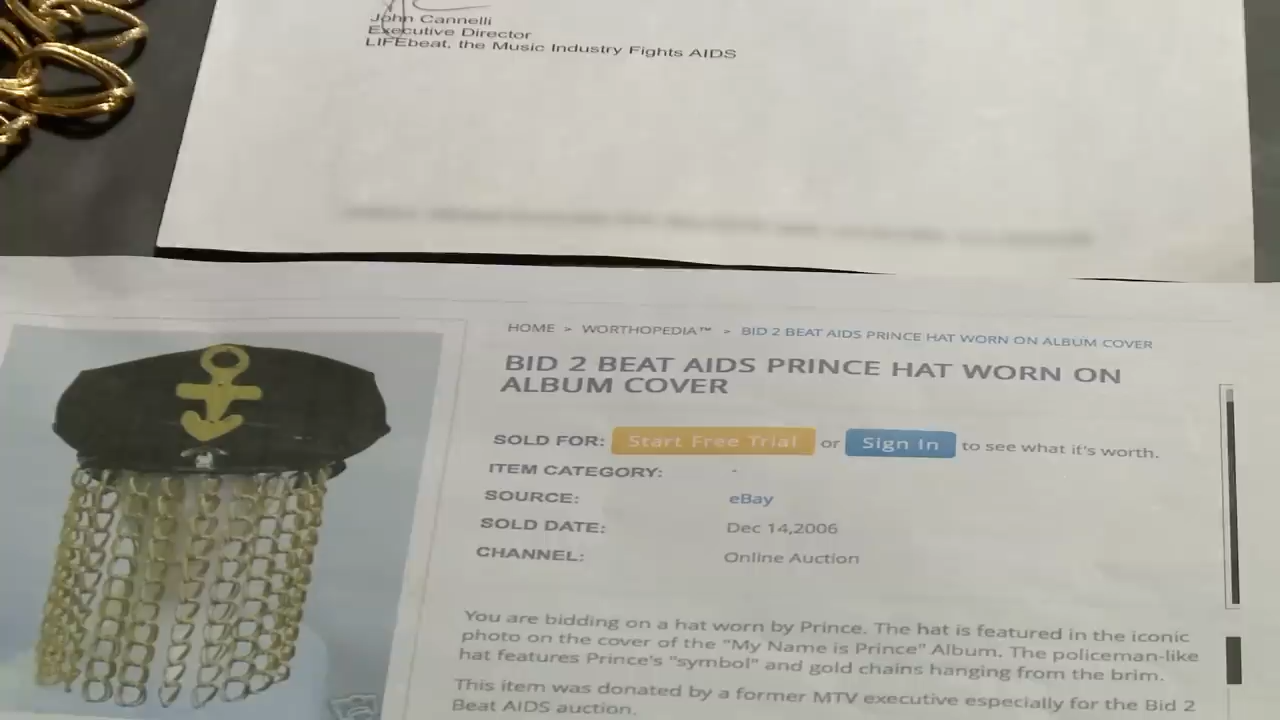 John Cannelli
Executive Director
LIFEbeat, the Music Industry Fights AIDS
HOME > WORTHOPEDIA™ > BID 2 BEAT AIDS PRINCE HAT WORN ON ALBUM COVER
BID 2 BEAT AIDS PRINCE HAT WORN ON
ALBUM COVER
SOLD FOR: Start Free Trial or Sign In to see what it's worth.
ITEM CATEGORY: -
SOURCE: eBay
SOLD DATE: Dec 14,2006
CHANNEL: Online Auction
You are bidding on a hat worn by Prince. The hat is featured in the iconic
photo on the cover of the "My Name is Prince" Album. The policeman-like
hat features Prince's "symbol" and gold chains hanging from the brim.
This item was donated by a former MTV executive especially for the Bid 2
Beat AIDS auction.